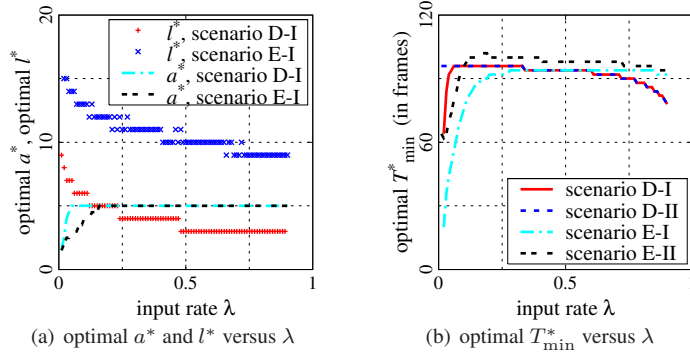 optimal a*, optimal l*
20
10
0
l*, scenario D-I
l*, scenario E-I
a*, scenario D-I
a*, scenario E-I
0 0.5 1
input rate λ
(a) optimal a* and l* versus λ
optimal T*min (in frames)
120
60
0
scenario D-I
scenario D-II
scenario E-I
scenario E-II
0 0.5 1
input rate λ
(b) optimal T*min versus λ